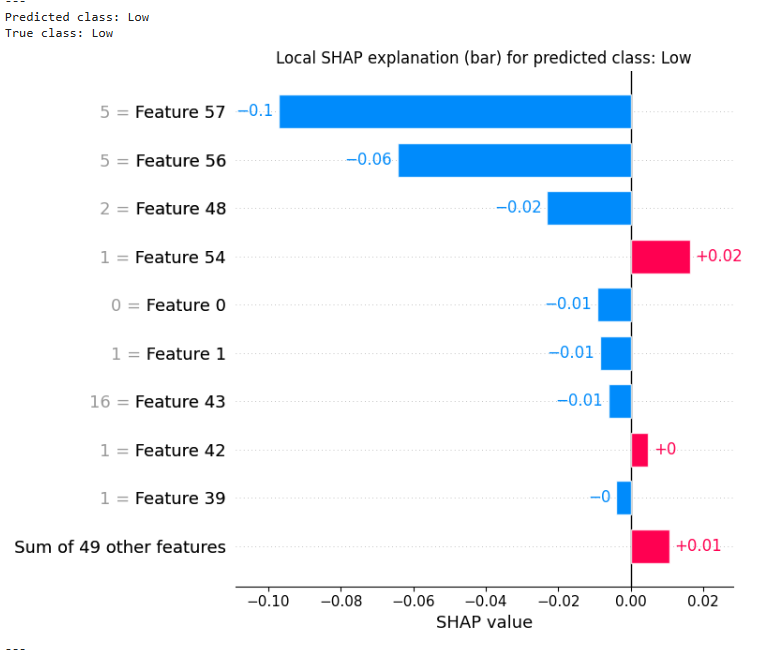 ---
Predicted class: Low
True class: Low
Local SHAP explanation (bar) for predicted class: Low
5 = Feature 57 −0.1
5 = Feature 56 −0.06
2 = Feature 48 −0.02
1 = Feature 54 +0.02
0 = Feature 0 −0.01
1 = Feature 1 −0.01
16 = Feature 43 −0.01
1 = Feature 42 +0
1 = Feature 39 −0
Sum of 49 other features +0.01
−0.10 −0.08 −0.06 −0.04 −0.02 0.00 0.02
SHAP value
---